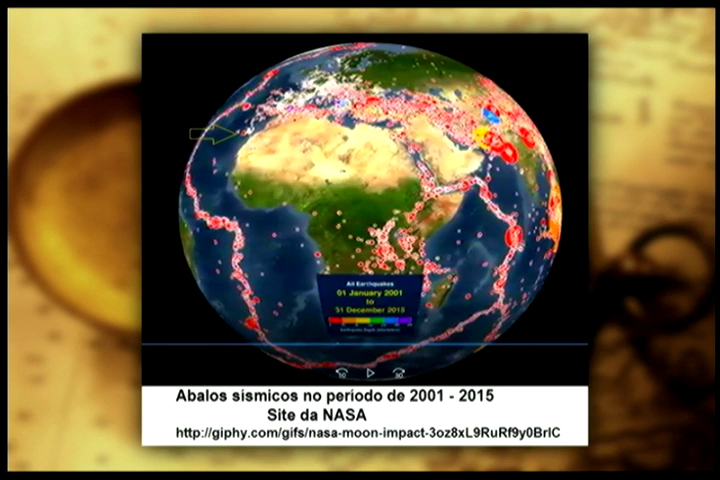 All Earthquakes
01 January 2001
to
31 December 2015
Abalos sísmicos no período de 2001 - 2015
Site da NASA
http://giphy.com/gifs/nasa-moon-impact-3oz8xL9RuRf9y0BrIC